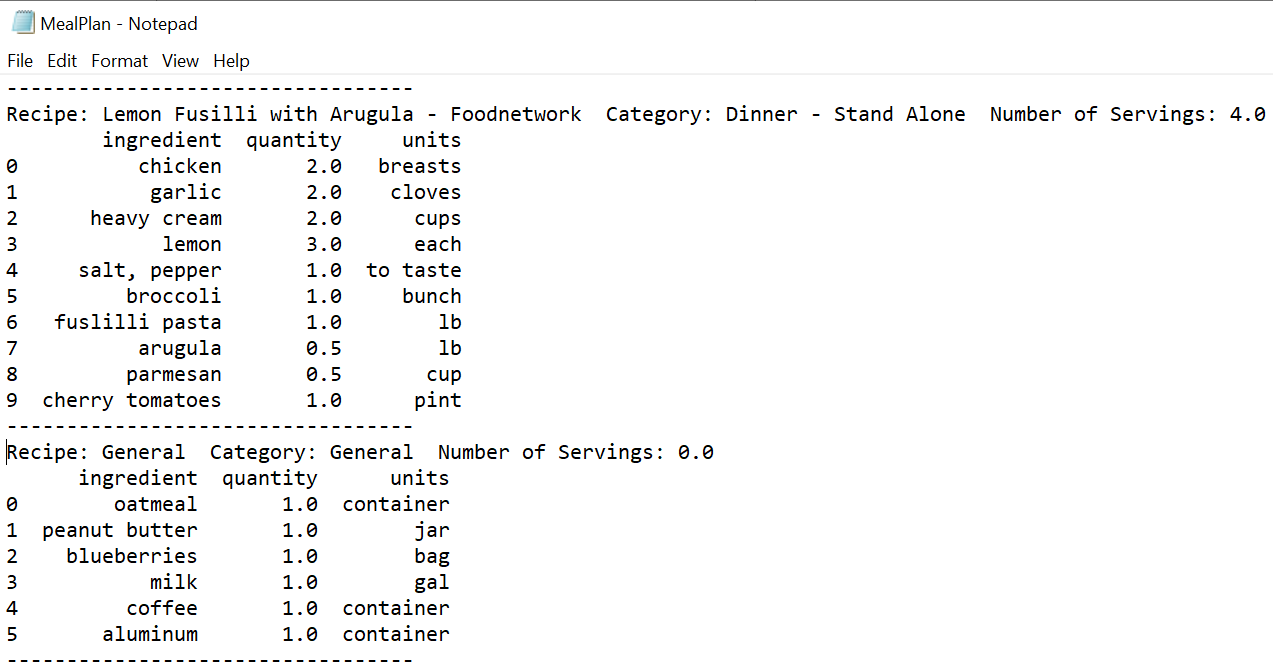 MealPlan - Notepad
File Edit Format View Help
----------------------------------
Recipe: Lemon Fusilli with Arugula - Foodnetwork  Category: Dinner - Stand Alone  Number of Servings: 4.0
        ingredient  quantity     units
0          chicken       2.0   breasts
1           garlic       2.0    cloves
2      heavy cream       2.0      cups
3            lemon       3.0      each
4     salt, pepper       1.0  to taste
5         broccoli       1.0     bunch
6   fuslilli pasta       1.0        lb
7          arugula       0.5        lb
8         parmesan       0.5       cup
9  cherry tomatoes       1.0      pint
----------------------------------
Recipe: General  Category: General  Number of Servings: 0.0
      ingredient  quantity      units
0        oatmeal       1.0  container
1  peanut butter       1.0        jar
2    blueberries       1.0        bag
3           milk       1.0        gal
4         coffee       1.0  container
5       aluminum       1.0  container
----------------------------------